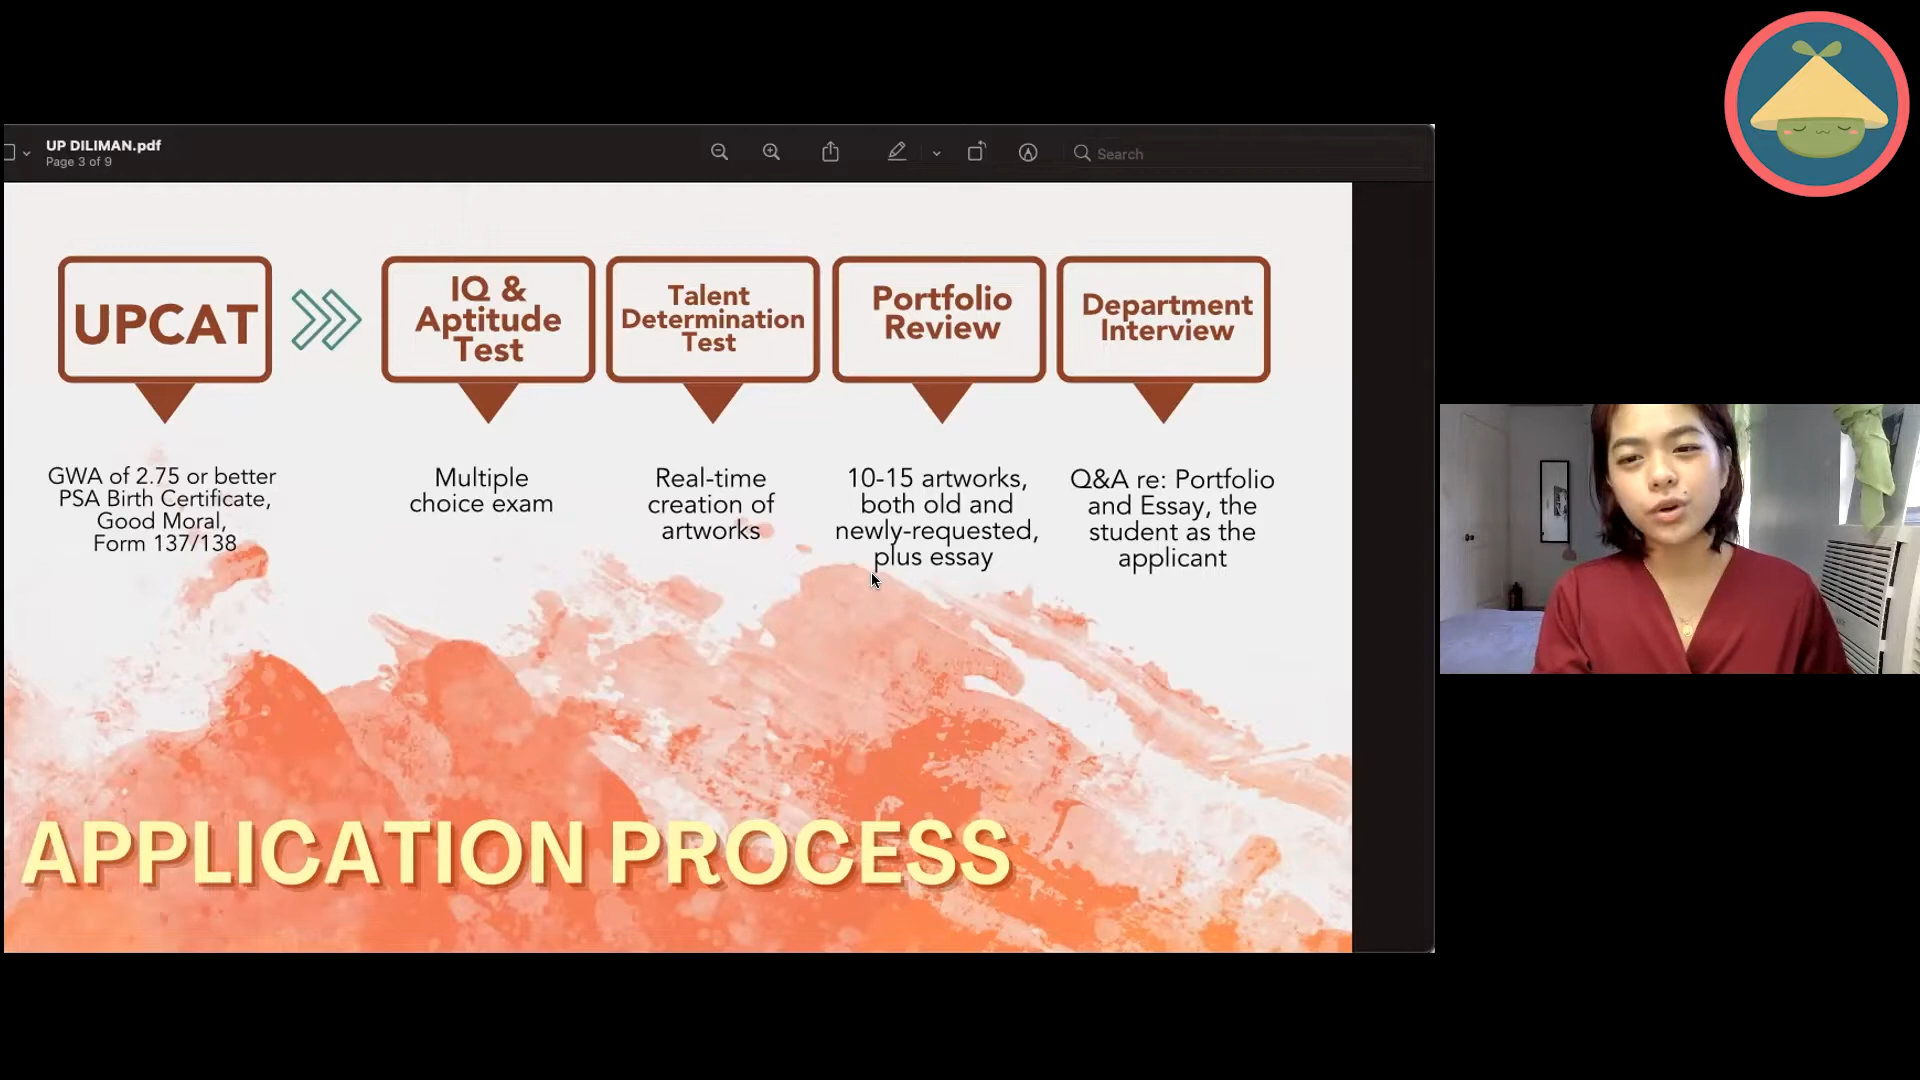 UP DILIMAN.pdf
Page 3 of 9
Search
UPCAT
IQ &
Aptitude
Test
Talent
Determination
Test
Portfolio
Review
Department
Interview
GWA of 2.75 or better
PSA Birth Certificate,
Good Moral,
Form 137/138
Multiple
choice exam
Real-time
creation of
artworks
10-15 artworks,
both old and
newly-requested,
plus essay
Q&A re: Portfolio
and Essay, the
student as the
applicant
APPLICATION PROCESS